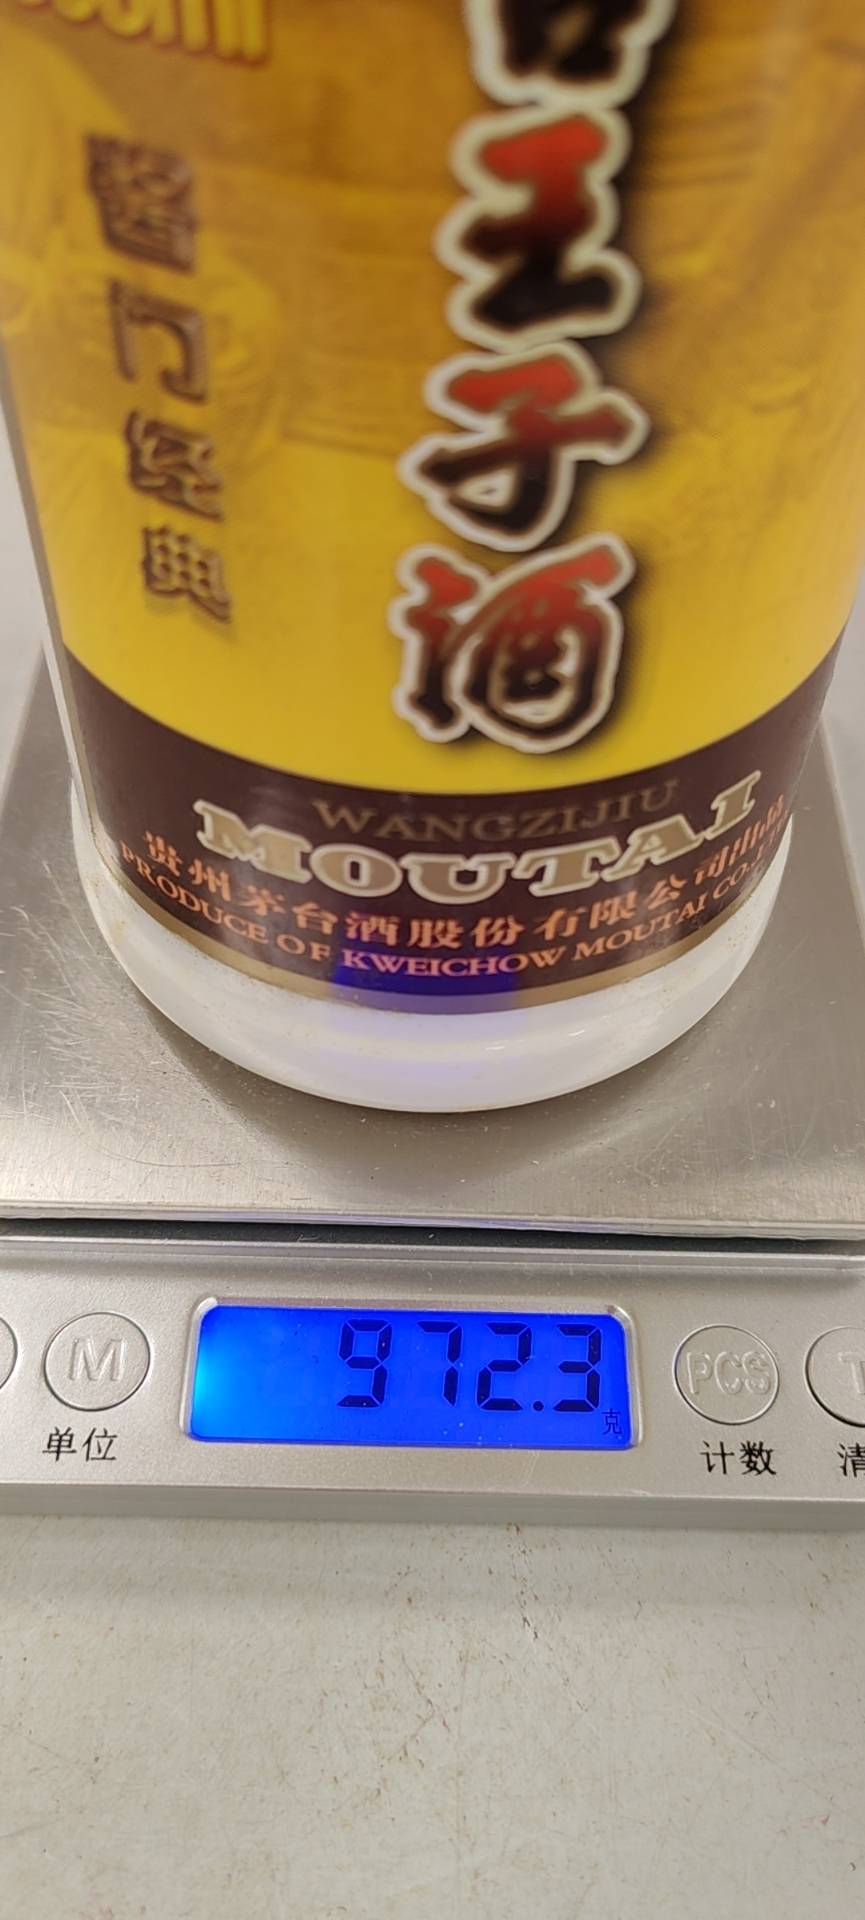 王子酒
酱门经典
WANGZIJIU
MOUTAI
贵州茅台酒股份有限公司出品
PRODUCE OF KWEICHOW MOUTAI CO.
972.3
克
M
PCS
T
单位
计数
清